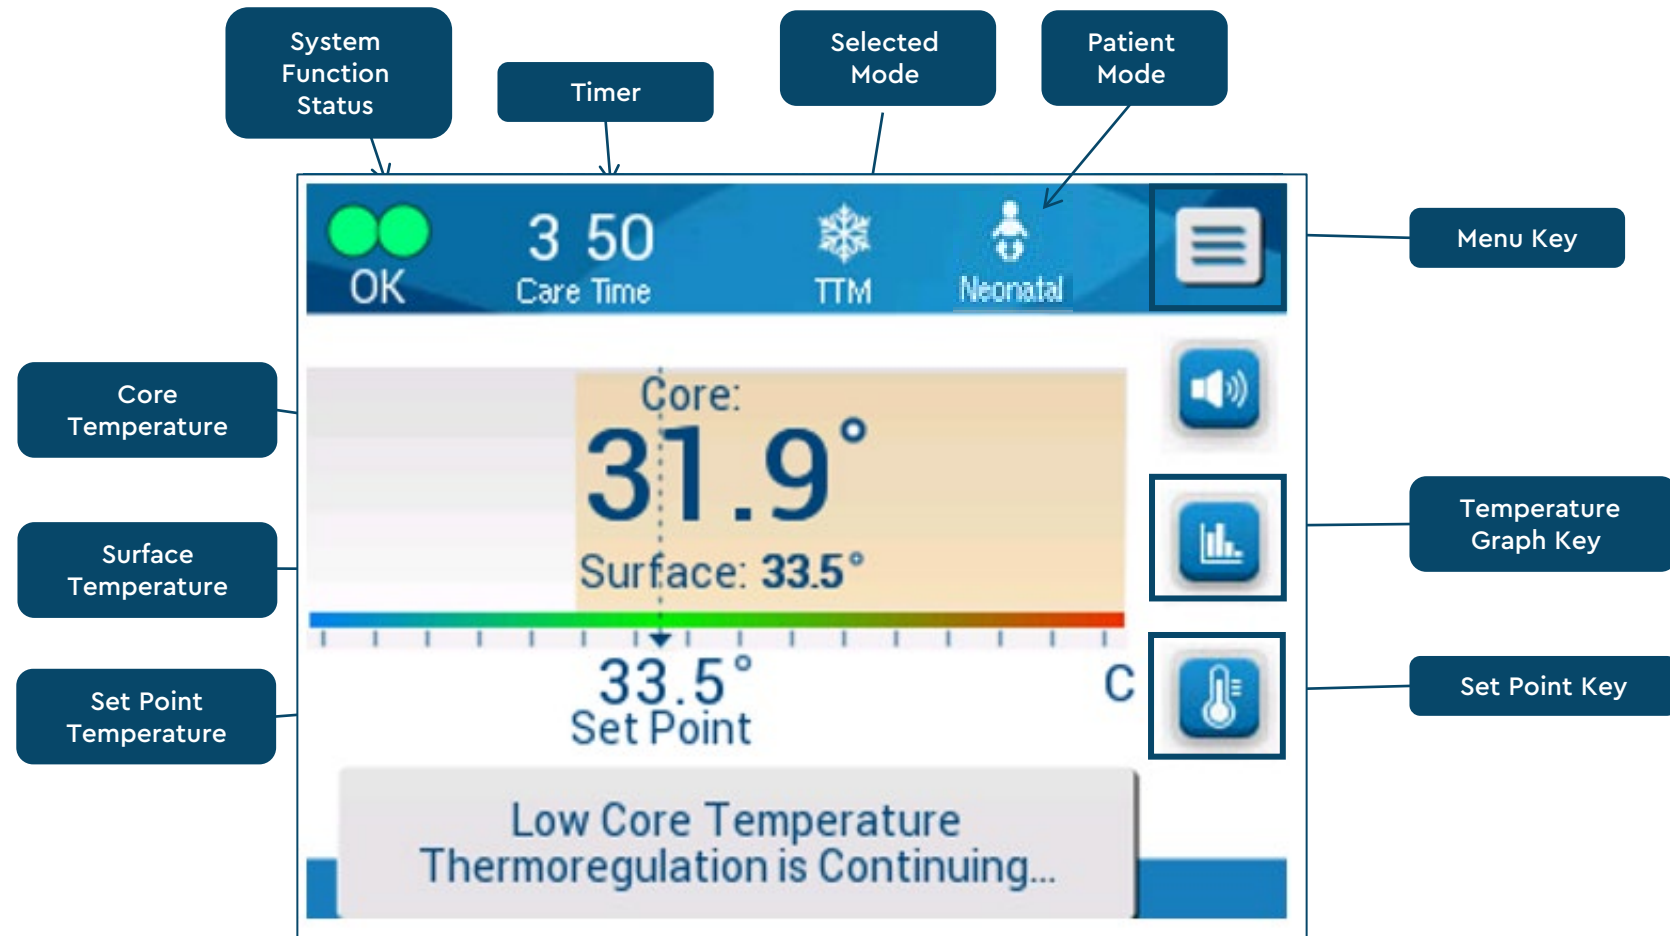 System
Function
Status
Timer
Selected
Mode
Patient
Mode
OK
3 50
Care Time
TTM
Neonatal
Menu Key
Core
Temperature
Core:
31.9°
Surface
Temperature
Surface: 33.5°
Temperature
Graph Key
Set Point
Temperature
33.5°
Set Point
C
Set Point Key
Low Core Temperature
Thermoregulation is Continuing...